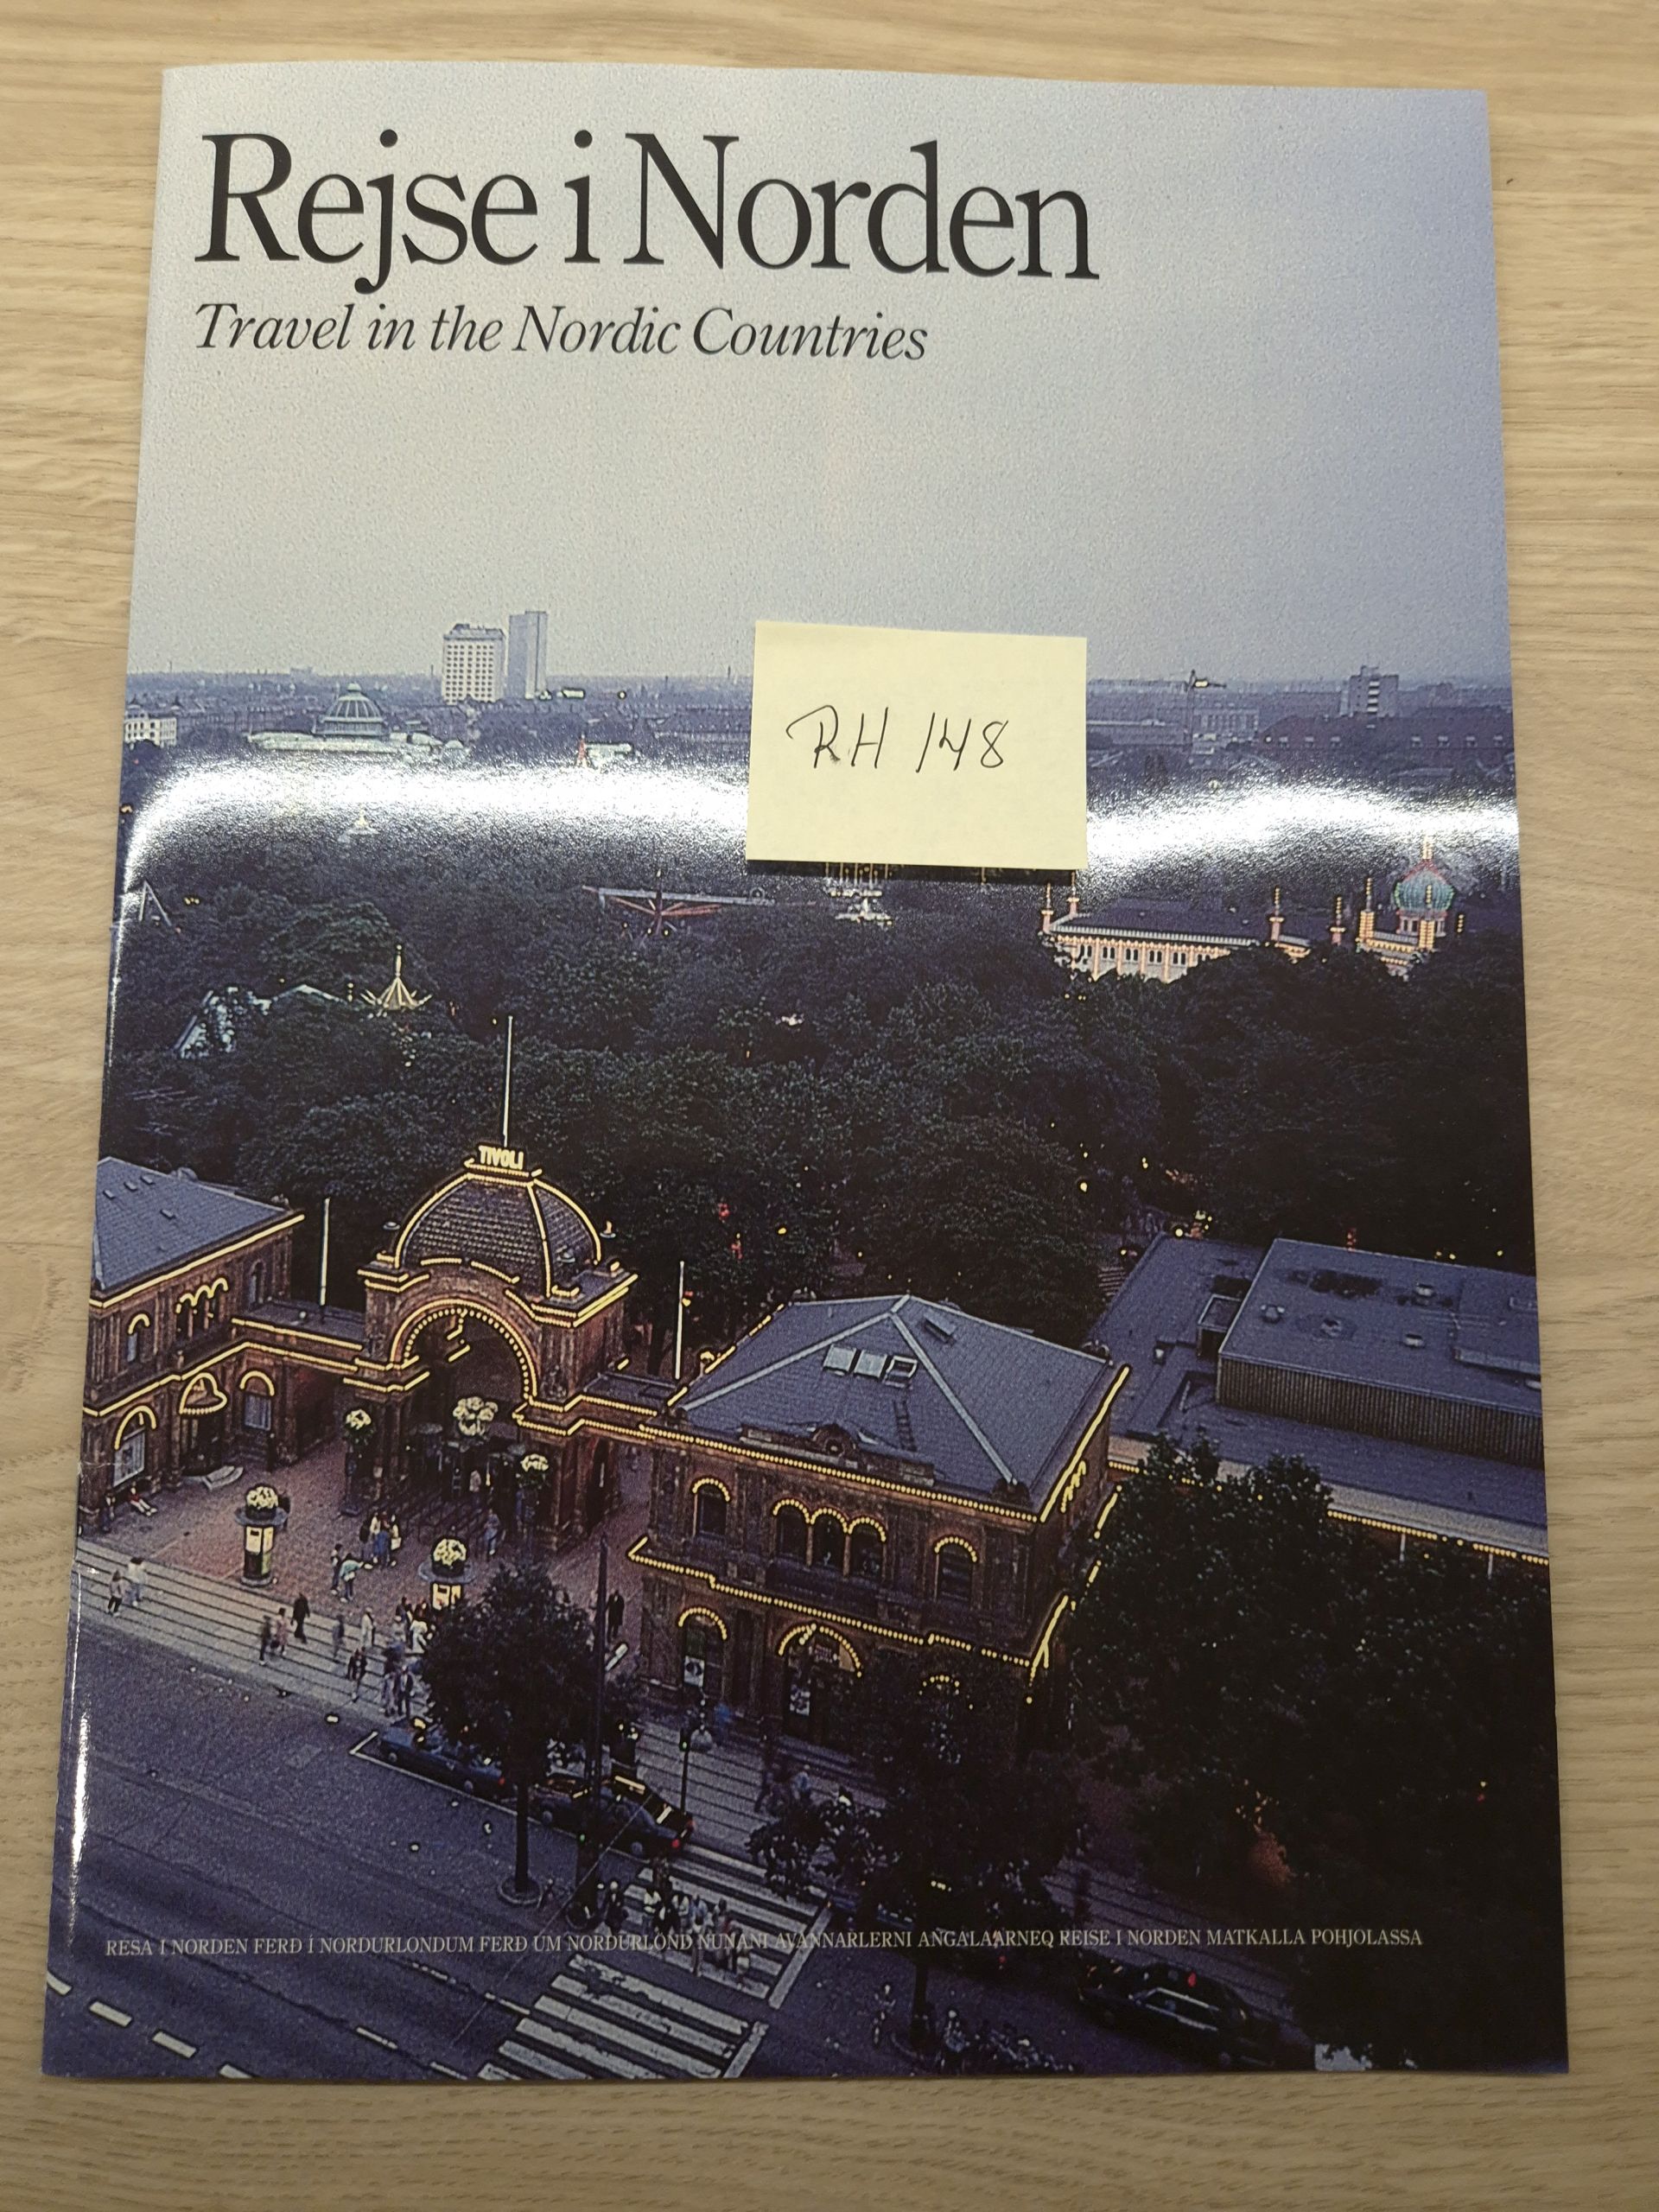 Rejse i Norden
Travel in the Nordic Countries
RH 148
TIVOLI
RESA I NORDEN FERÐ Í NORÐURLONDUM FERÐ UM NORÐURLÖND NUNANI AVANNARLERNI ANGALAARNEQ REISE I NORDEN MATKALLA POHJOLASSA